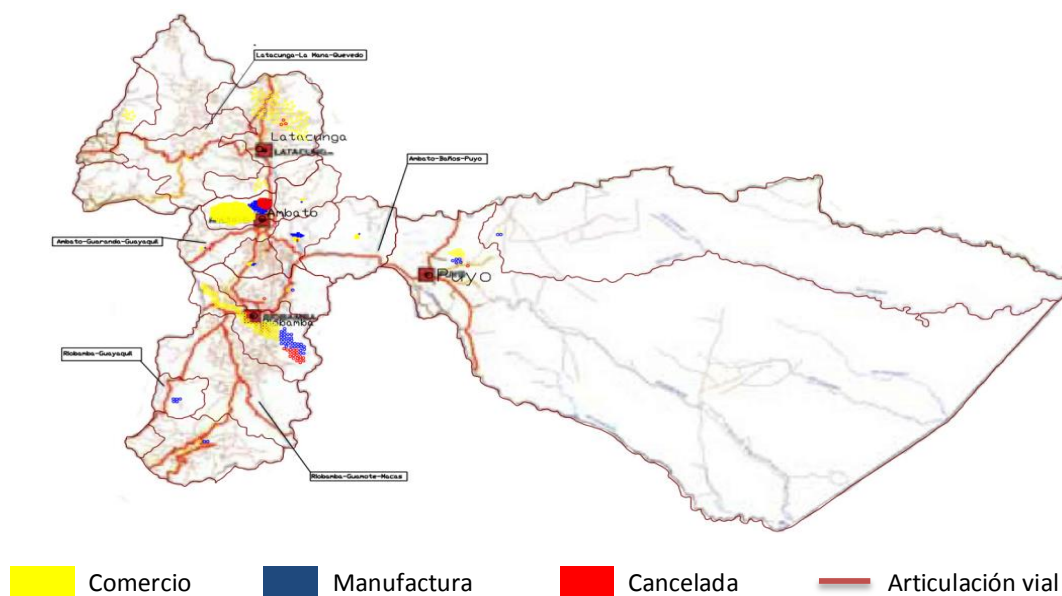 Latacunga-La Mana-Quevedo
Latacunga
Ambato-Baños-Puyo
Ambato
Ambato-Guaranda-Guayaquil
Puyo
Riobamba
Riobamba-Guayaquil
Riobamba-Guamote-Macas
Comercio
Manufactura
Cancelada
Articulación vial